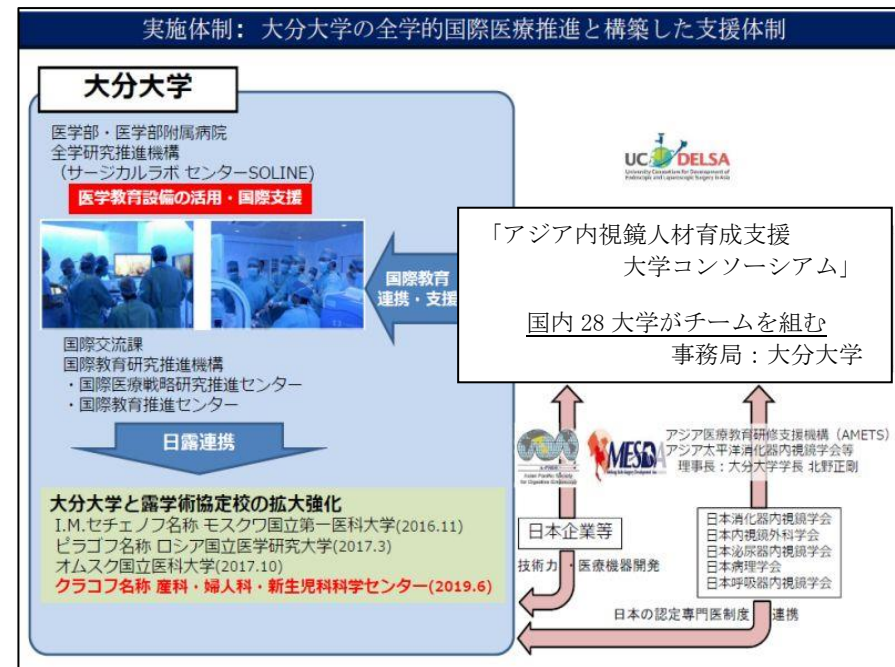 実施体制： 大分大学の全学的国際医療推進と構築した支援体制
大分大学
医学部・医学部附属病院
全学研究推進機構
（サージカルラボ センターSOLINE）
医学教育設備の活用・国際支援
国際交流課
国際教育研究推進機構
・国際医療戦略研究推進センター
・国際教育推進センター
日露連携
大分大学と露学術協定校の拡大強化
I.M.セチェノフ名称 モスクワ国立第一医科大学(2016.11)
ピラゴフ名称 ロシア国立医学研究大学(2017.3)
オムスク国立医科大学(2017.10)
クラコフ名称 産科・婦人科・新生児科科学センター(2019.6)
国際教育
連携・支援
UC DELSA
University Consortium for Development of
Endoscopic and Laparoscopic Surgery in Asia
「アジア内視鏡人材育成支援
大学コンソーシアム」
国内 28 大学がチームを組む
事務局：大分大学
Asian Pacific Society
for Digestive Endoscopy
MESDA
アジア医療教育研修支援機構（AMETS）
アジア太平洋消化器内視鏡学会等
理事長：大分大学学長 北野正剛
日本企業等
技術力・医療機器開発
日本消化器内視鏡学会
日本内視鏡外科学会
日本泌尿器内視鏡学会
日本病理学会
日本呼吸器内視鏡学会
日本の認定専門医制度 連携